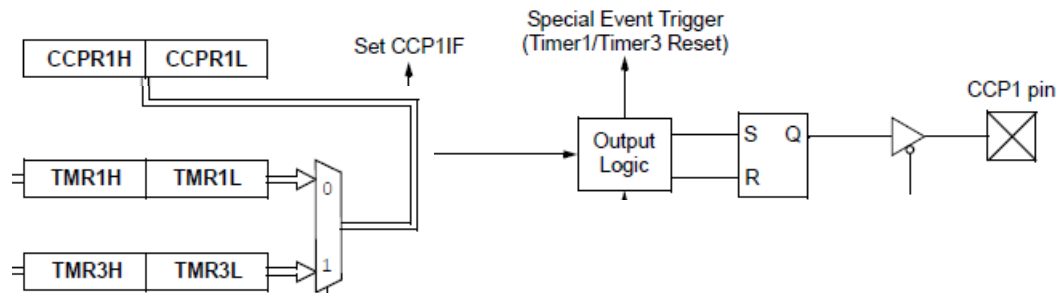 Special Event Trigger
(Timer1/Timer3 Reset)
Set CCP1IF
CCPR1H CCPR1L
CCP1 pin
Output
Logic
S Q
R
TMR1H TMR1L
0
TMR3H TMR3L
1